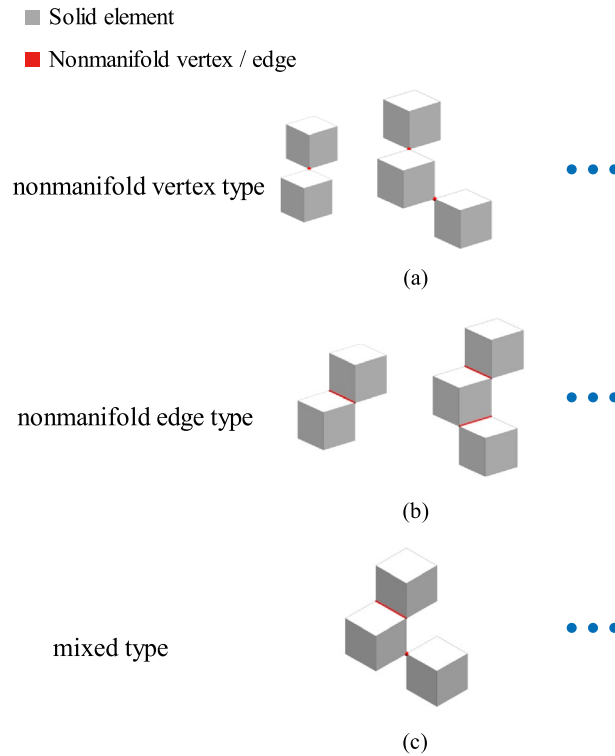 Solid element
Nonmanifold vertex / edge
nonmanifold vertex type
(a)
nonmanifold edge type
(b)
mixed type
(c)